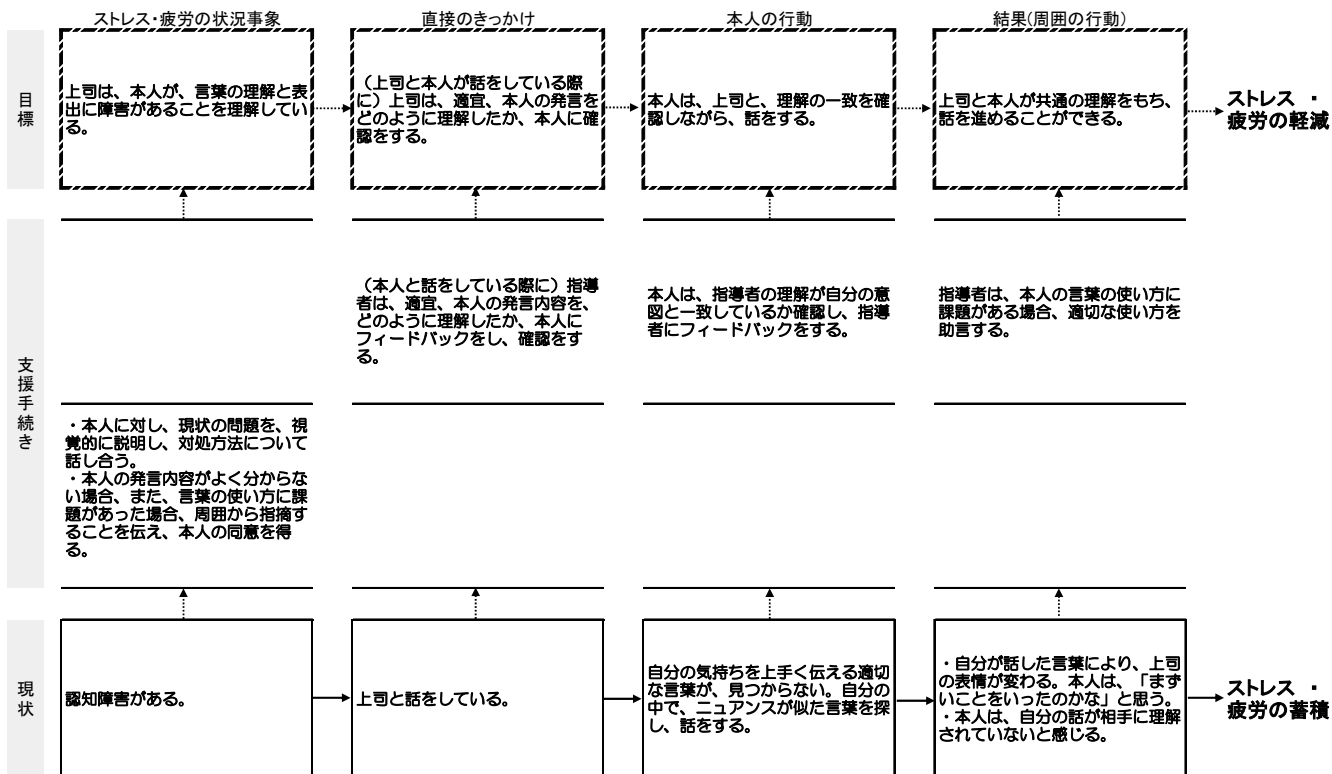 ストレス・疲労の状況事象
直接のきっかけ
本人の行動
結果(周囲の行動)
目標
上司は、本人が、言葉の理解と表
出に障害があることを理解してい
る。
（上司と本人が話をしている際
に）上司は、適宜、本人の発言を
どのように理解したか、本人に確
認をする。
本人は、上司と、理解の一致を確
認しながら、話をする。
上司と本人が共通の理解をもち、
話を進めることができる。
ストレス ・
疲労の軽減
支援手続き
（本人と話をしている際に）指導
者は、適宜、本人の発言内容を、
どのように理解したか、本人に
フィードバックをし、確認をす
る。
本人は、指導者の理解が自分の意
図と一致しているか確認し、指導
者にフィードバックをする。
指導者は、本人の言葉の使い方に
課題がある場合、適切な使い方を
助言する。
・本人に対し、現状の問題を、視
覚的に説明し、対処方法について
話し合う。
・本人の発言内容がよく分からな
い場合、また、言葉の使い方に課
題があった場合、周囲から指摘す
ることを伝え、本人の同意を得
る。
現状
認知障害がある。
上司と話をしている。
自分の気持ちを上手く伝える適切
な言葉が、見つからない。自分の
中で、ニュアンスが似た言葉を探
し、話をする。
・自分が話した言葉により、上司
の表情が変わる。本人は、「まず
いことをいったのかな」と思う。
・本人は、自分の話が相手に理解
されていないと感じる。
ストレス ・
疲労の蓄積